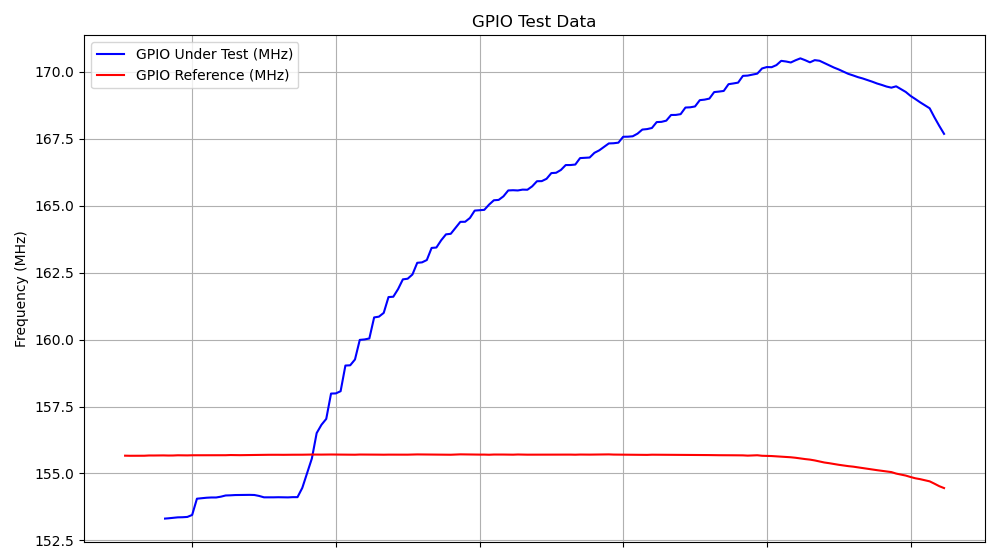 GPIO Test Data
GPIO Under Test (MHz)
GPIO Reference (MHz)
Frequency (MHz)
170.0
167.5
165.0
162.5
160.0
157.5
155.0
152.5